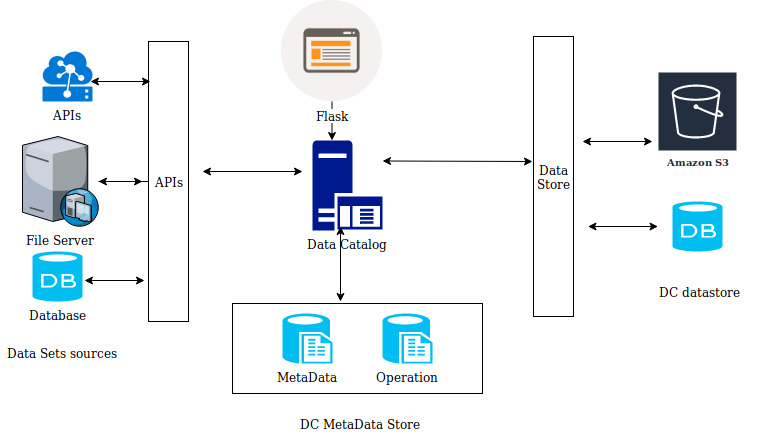 Flask
APIs
APIs
Data
Store
Amazon S3
File Server
DB
Data Catalog
DB
DB
Database
DC datastore
Data Sets sources
MetaData
Operation
DC MetaData Store